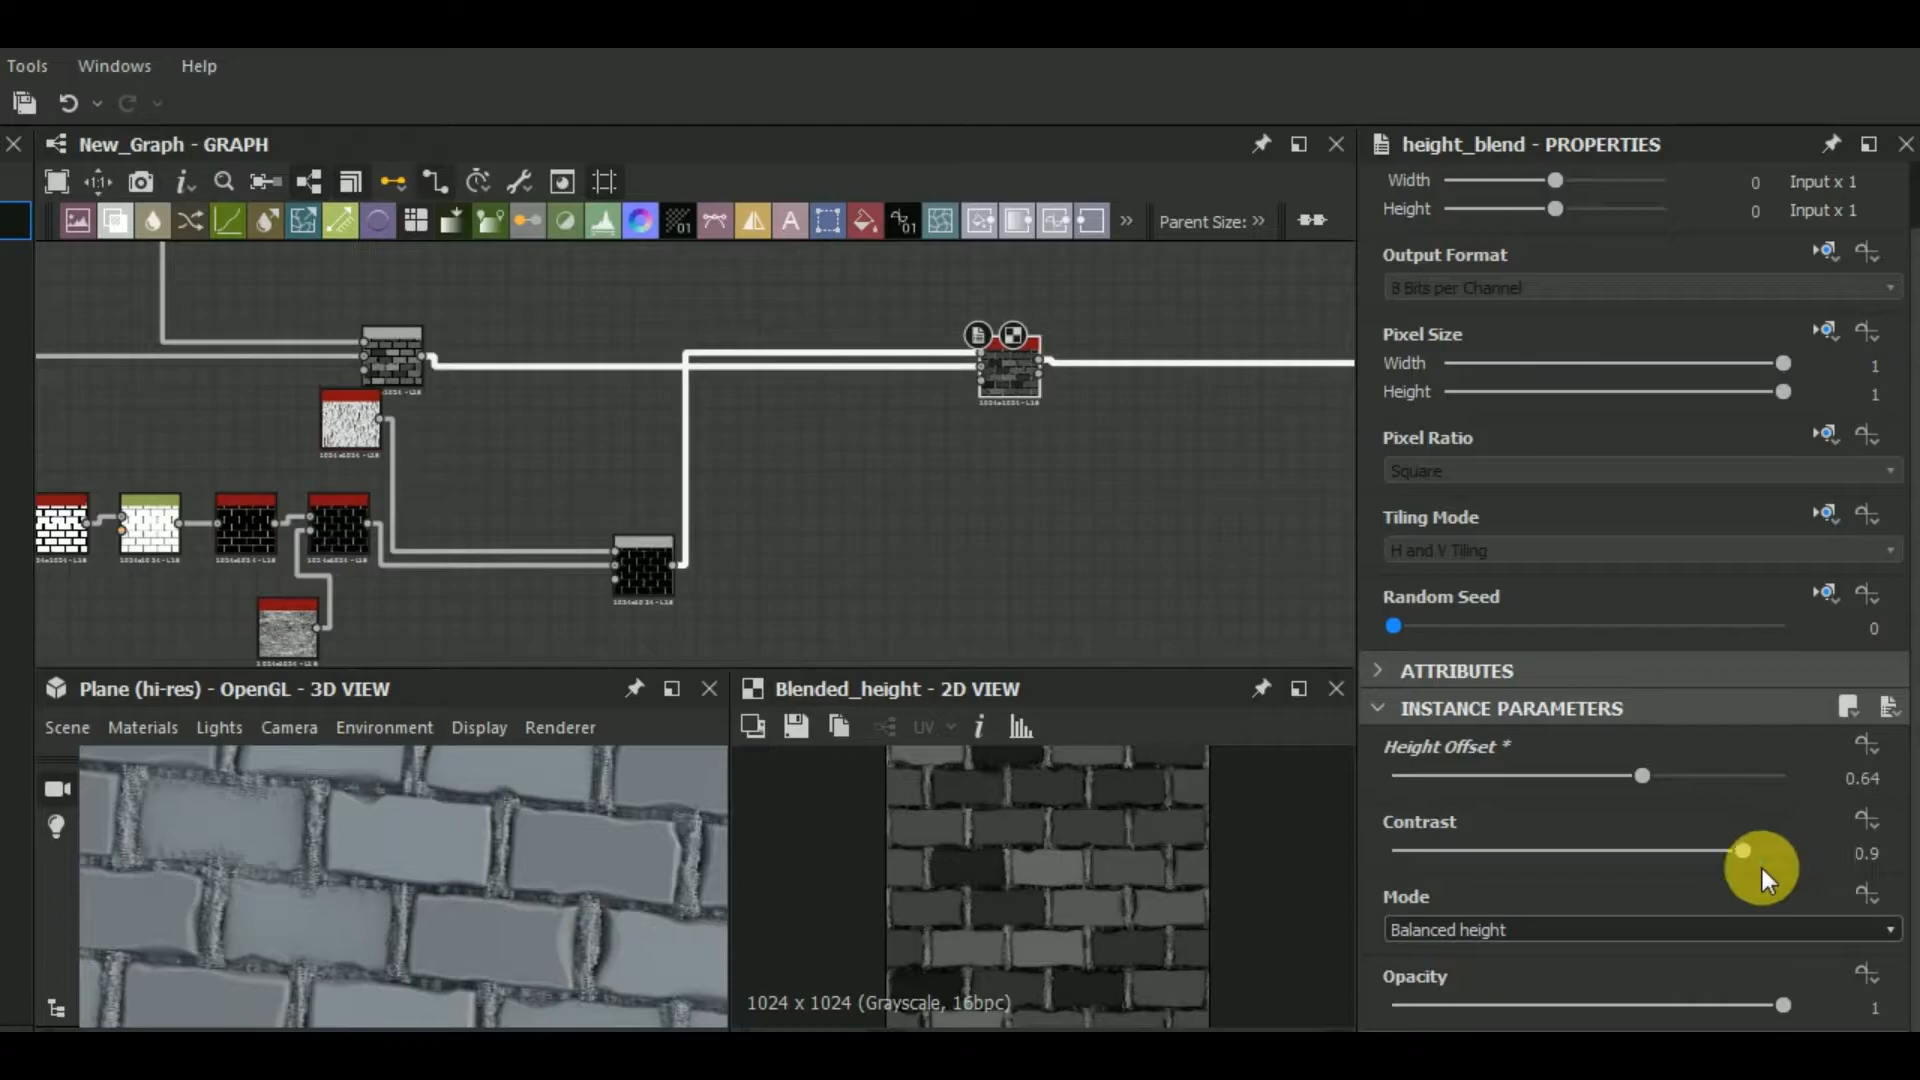 Tools Windows Help
New_Graph - GRAPH
height_blend - PROPERTIES
Width 0 Input x 1
Height 0 Input x 1
Parent Size:
Output Format
8 Bits per Channel
Pixel Size
Width 1
Height 1
Pixel Ratio
Square
Tiling Mode
H and V Tiling
Random Seed
0
ATTRIBUTES
INSTANCE PARAMETERS
Height Offset *
0.64
Contrast
0.9
Mode
Balanced height
Opacity
1
Plane (hi-res) - OpenGL - 3D VIEW
Scene Materials Lights Camera Environment Display Renderer
Blended_height - 2D VIEW
UV
1024 x 1024 (Grayscale, 16bpc)